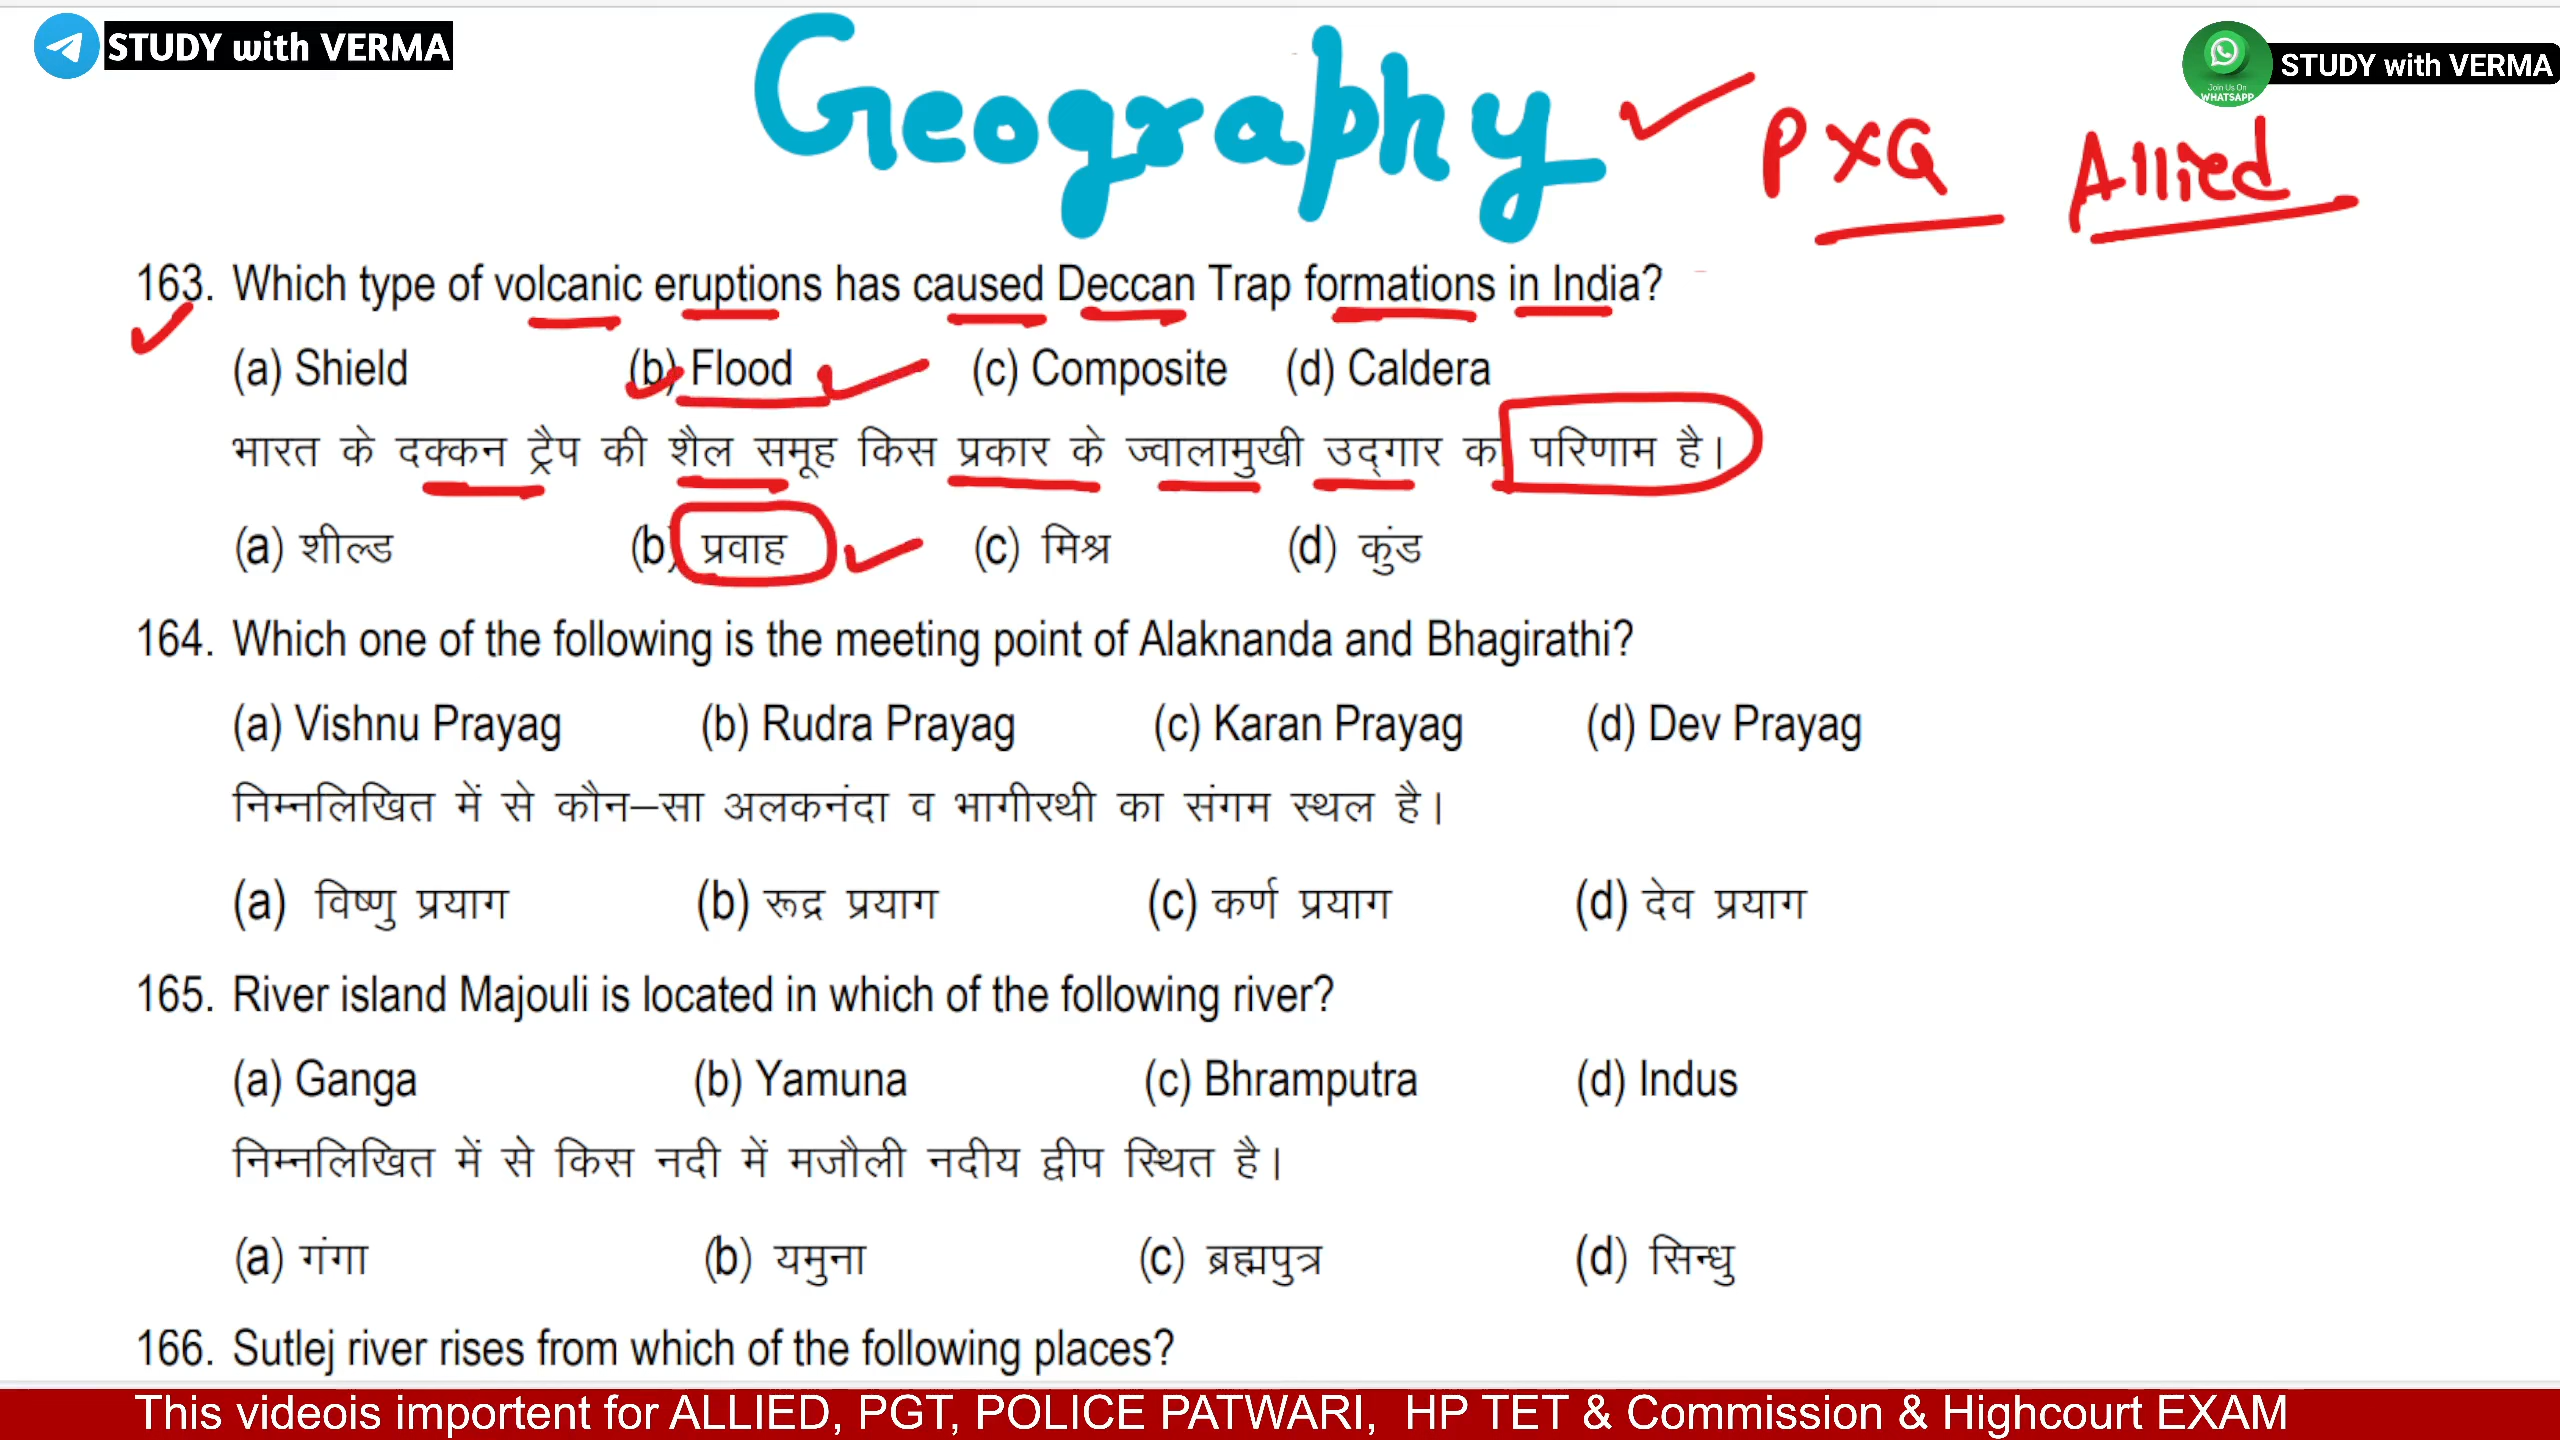 STUDY with VERMA
Geography
Join Us On
WHATSAPP
STUDY with VERMA
PYQ Allied
163. Which type of volcanic eruptions has caused Deccan Trap formations in India?
(a) Shield (b) Flood (c) Composite (d) Caldera
भारत के दक्कन ट्रैप की शैल समूह किस प्रकार के ज्वालामुखी उद्गार का परिणाम है।
(a) शील्ड (b) प्रवाह (c) मिश्र (d) कुंड
164. Which one of the following is the meeting point of Alaknanda and Bhagirathi?
(a) Vishnu Prayag (b) Rudra Prayag (c) Karan Prayag (d) Dev Prayag
निम्नलिखित में से कौन–सा अलकनंदा व भागीरथी का संगम स्थल है।
(a) विष्णु प्रयाग (b) रूद्र प्रयाग (c) कर्ण प्रयाग (d) देव प्रयाग
165. River island Majouli is located in which of the following river?
(a) Ganga (b) Yamuna (c) Bhramputra (d) Indus
निम्नलिखित में से किस नदी में मजौली नदीय द्वीप स्थित है।
(a) गंगा (b) यमुना (c) ब्रह्मपुत्र (d) सिन्धु
166. Sutlej river rises from which of the following places?
This videois importent for ALLIED, PGT, POLICE PATWARI, HP TET & Commission & Highcourt EXAM